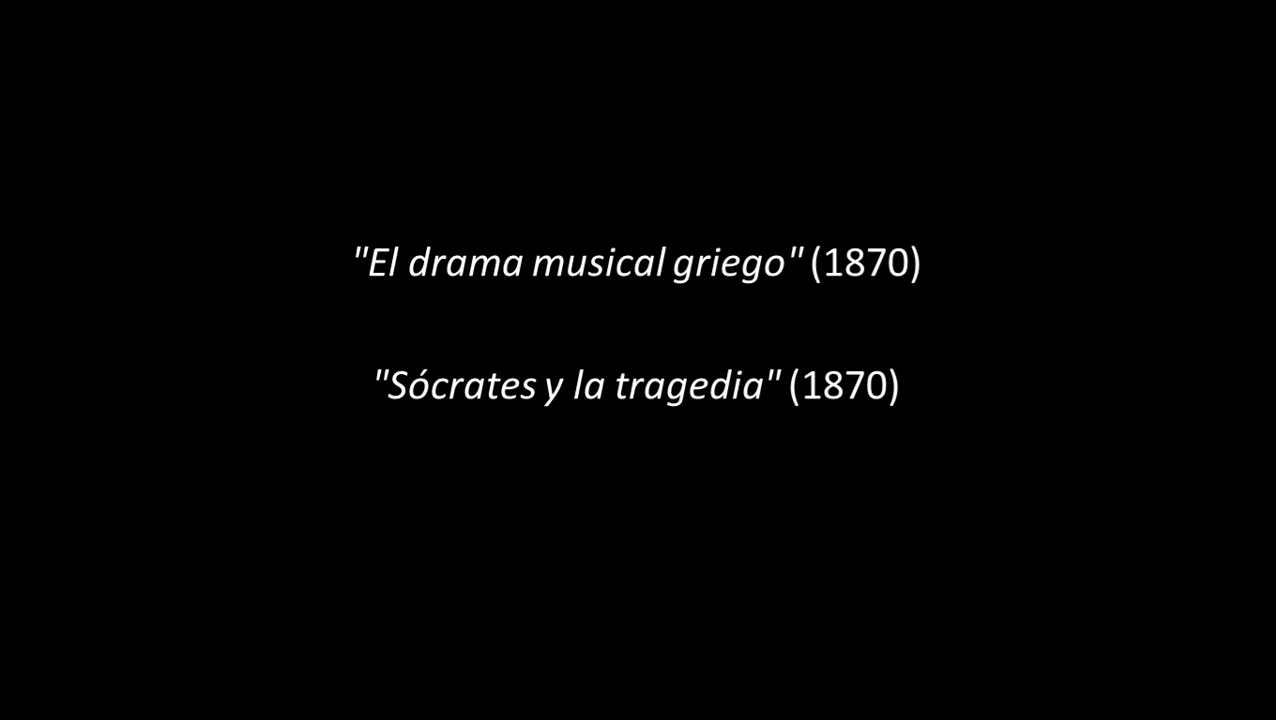 "El drama musical griego" (1870)
"Sócrates y la tragedia" (1870)